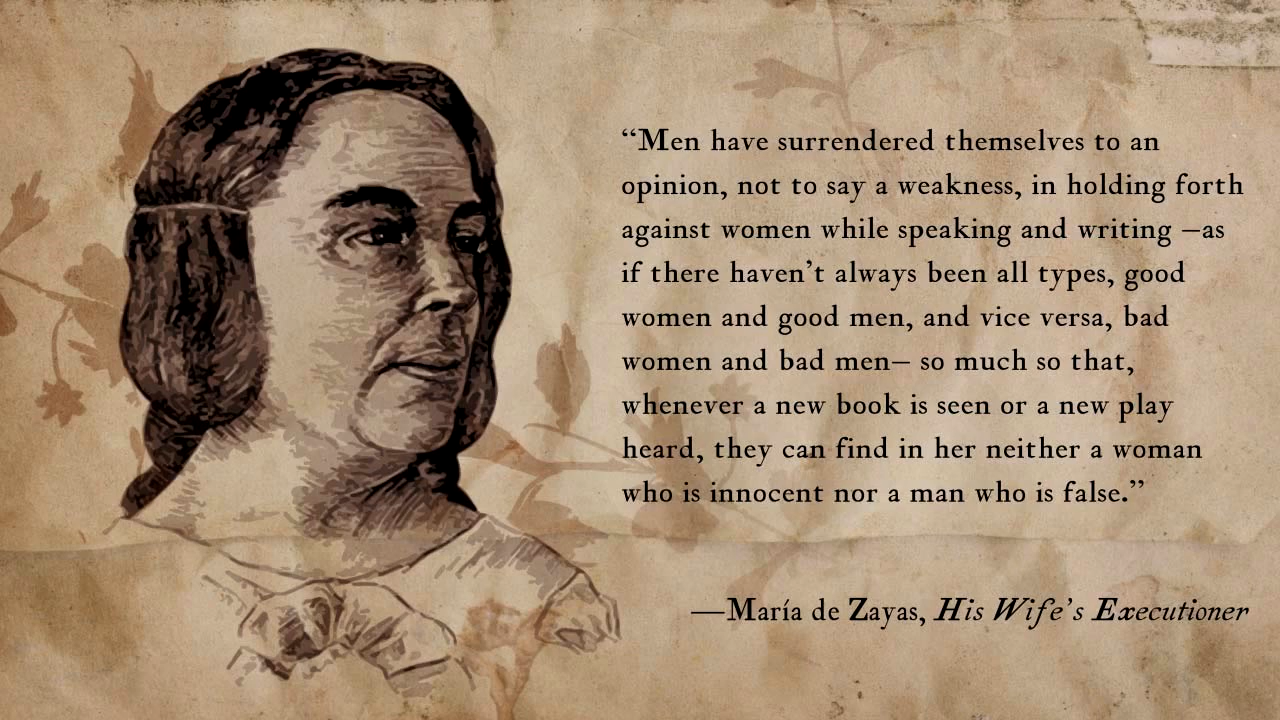 “Men have surrendered themselves to an
opinion, not to say a weakness, in holding forth
against women while speaking and writing –as
if there haven’t always been all types, good
women and good men, and vice versa, bad
women and bad men– so much so that,
whenever a new book is seen or a new play
heard, they can find in her neither a woman
who is innocent nor a man who is false.”
—María de Zayas, His Wife’s Executioner